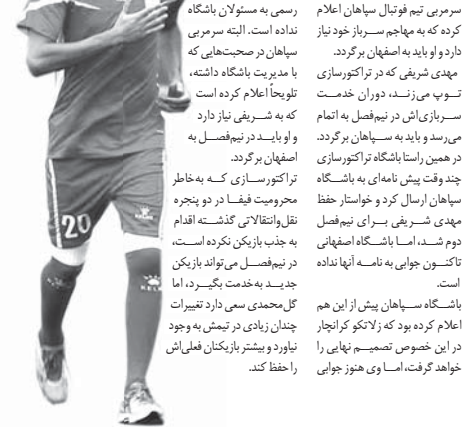 سرمربی تیم فوتبال سپاهان اعلام
کرده که به مهاجم سرباز خود نیاز
دارد و او باید به اصفهان برگردد.
مهدی شریفی که در تراکتورسازی
توپ می‌زند، دوران خدمت
سربازی‌اش در نیم‌فصل به اتمام
می‌رسد و باید به سپاهان برگردد.
در همین راستا باشگاه تراکتورسازی
چند وقت پیش نامه‌ای به باشگاه
سپاهان ارسال کرد و خواستار حفظ
مهدی شریفی برای نیم‌فصل
دوم شد، اما باشگاه اصفهانی
تاکنون جوابی به نامه آنها نداده
است.
باشگاه سپاهان پیش از این هم
اعلام کرده بود که زلاتکو کرانچار
در این خصوص تصمیم نهایی را
خواهد گرفت، اما وی هنوز جوابی
رسمی به مسئولان باشگاه
نداده است. البته سرمربی
سپاهان در صحبت‌هایی که
با مدیریت باشگاه داشته،
تلویحاً اعلام کرده است
که به شریفی نیاز دارد
و او باید در نیم‌فصل به
اصفهان برگردد.
تراکتورسازی که به‌خاطر
محرومیت فیفا در دو پنجره
نقل‌وانتقالاتی گذشته اقدام
به جذب بازیکن نکرده است،
در نیم‌فصل می‌تواند بازیکن
جدید به‌خدمت بگیرد، اما
گل‌محمدی سعی دارد تغییرات
چندان زیادی در تیمش به وجود
نیاورد و بیشتر بازیکنان فعلی‌اش
را حفظ کند.
20
KELME
KELME